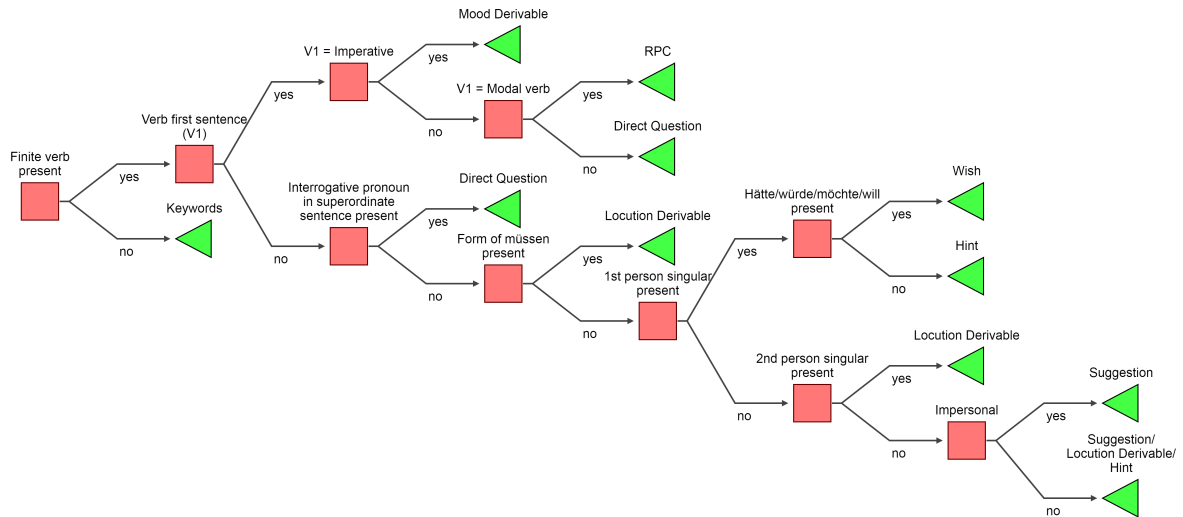 Mood Derivable
yes
V1 = Imperative
RPC
yes
V1 = Modal verb
yes
no
Direct Question
no
Verb first sentence
(V1)
Finite verb
present
yes
Keywords
no
Interrogative pronoun
in superordinate
sentence present
no
Direct Question
yes
Form of müssen
present
no
Locution Derivable
yes
1st person singular
present
no
Hätte/würde/möchte/will
present
yes
Wish
yes
Hint
no
2nd person singular
present
no
Locution Derivable
yes
Impersonal
no
Suggestion
yes
Suggestion/
Locution Derivable/
Hint
no